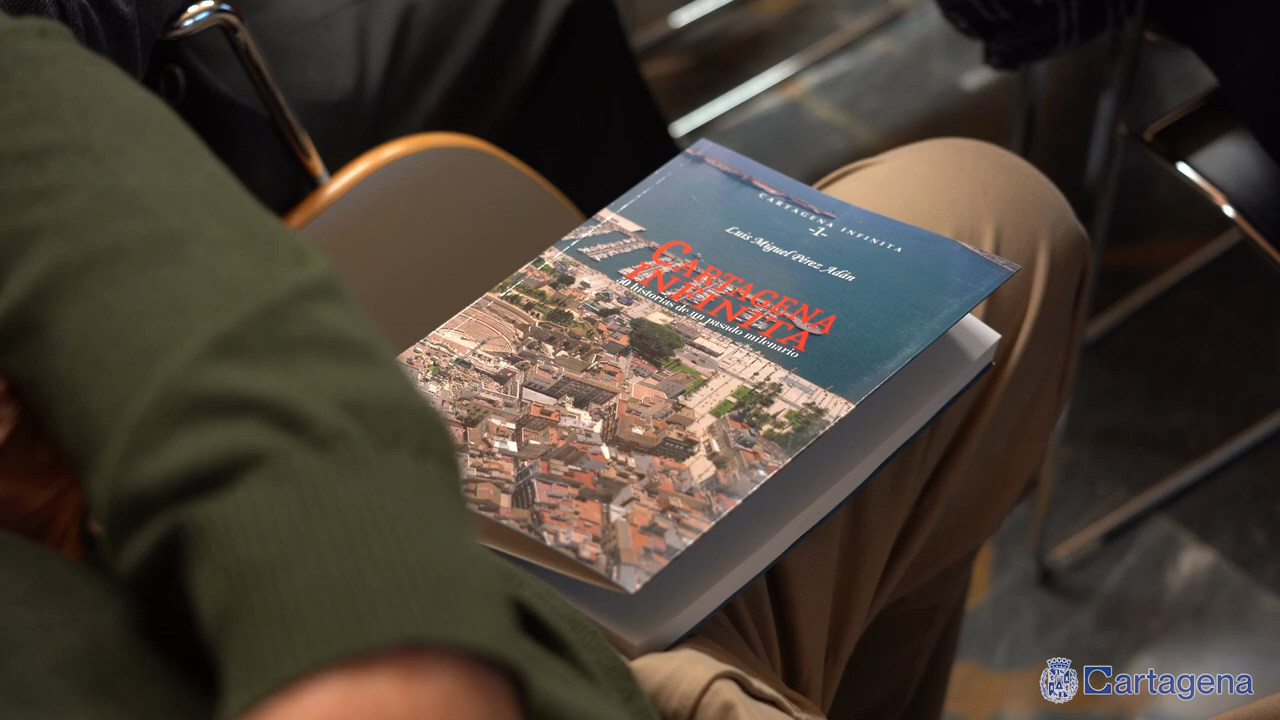 CARTAGENA INFINITA
-1-
Luis Miguel Pérez Adán
CARTAGENA
INFINITA
50 historias de un pasado milenario
Cartagena